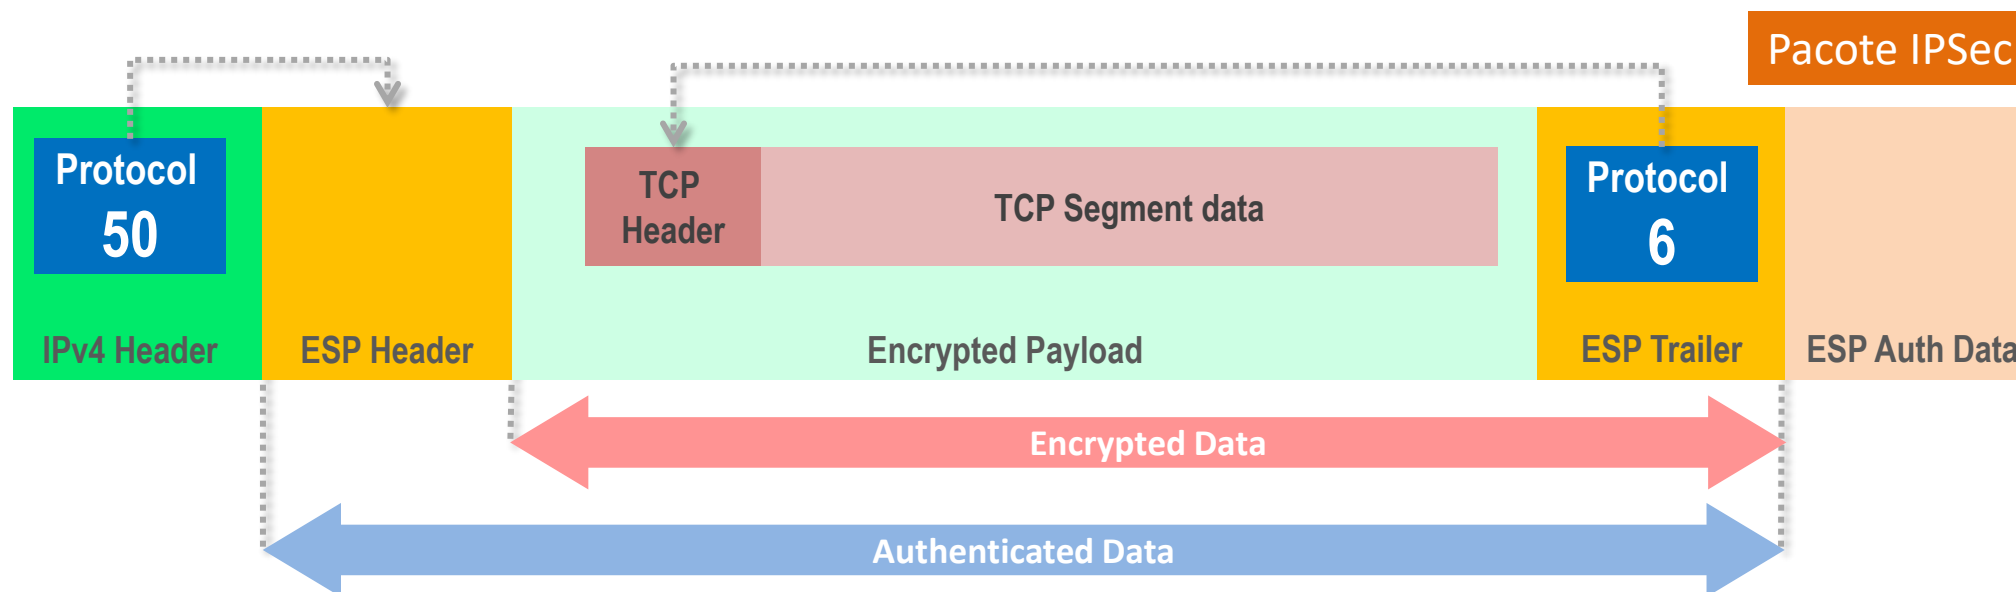 Pacote IPSec
Protocol
50
TCP
Header
TCP Segment data
Protocol
6
IPv4 Header
ESP Header
Encrypted Payload
ESP Trailer
ESP Auth Data
Encrypted Data
Authenticated Data